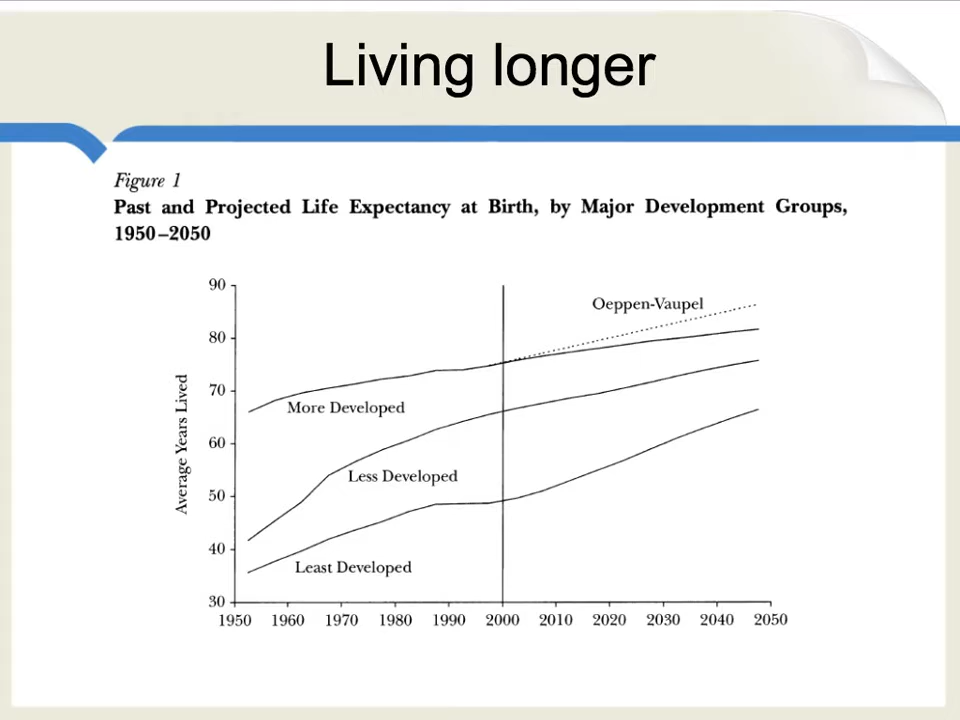 Living longer
Figure 1
Past and Projected Life Expectancy at Birth, by Major Development Groups,
1950–2050
90
80
70
60
50
40
30
Average Years Lived
Oeppen-Vaupel
More Developed
Less Developed
Least Developed
1950 1960 1970 1980 1990 2000 2010 2020 2030 2040 2050